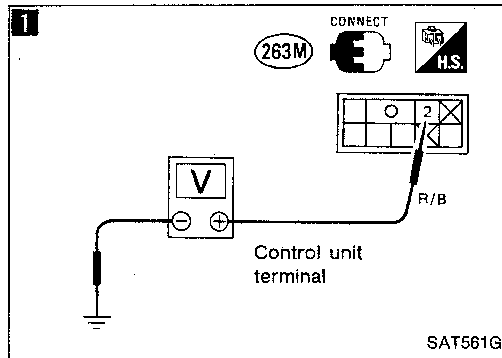 1
CONNECT
263M
H.S.
2
R/B
V
Control unit
terminal
SAT561G